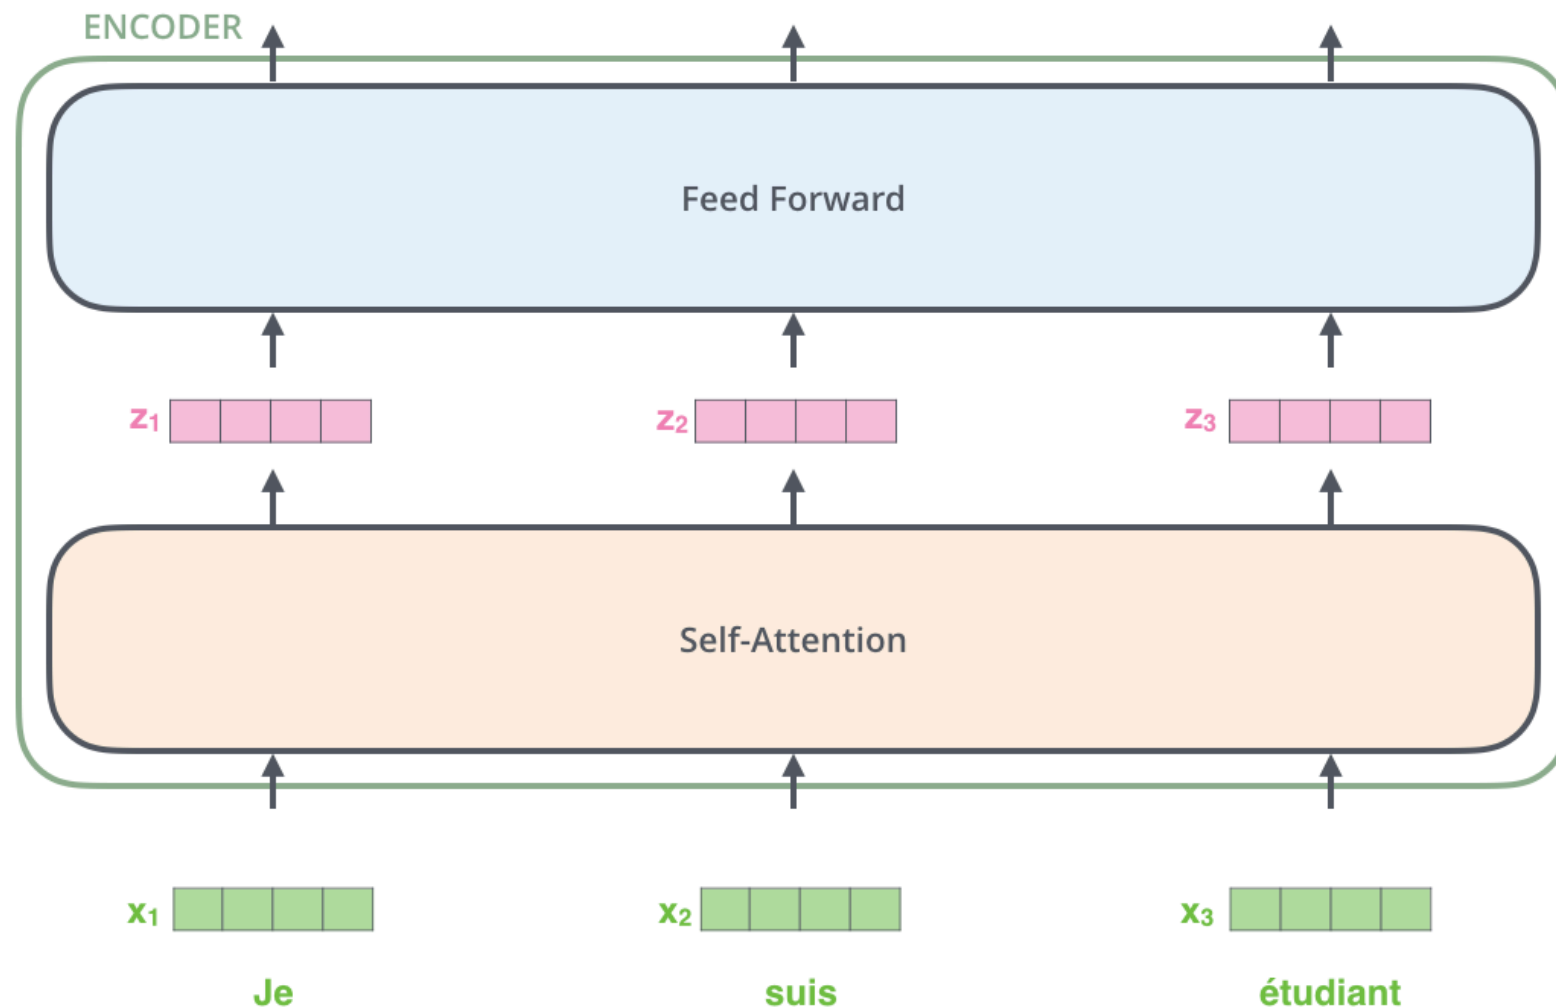 ENCODER
Feed Forward
z₁ z₂ z₃
Self-Attention
x₁ x₂ x₃
Je suis étudiant